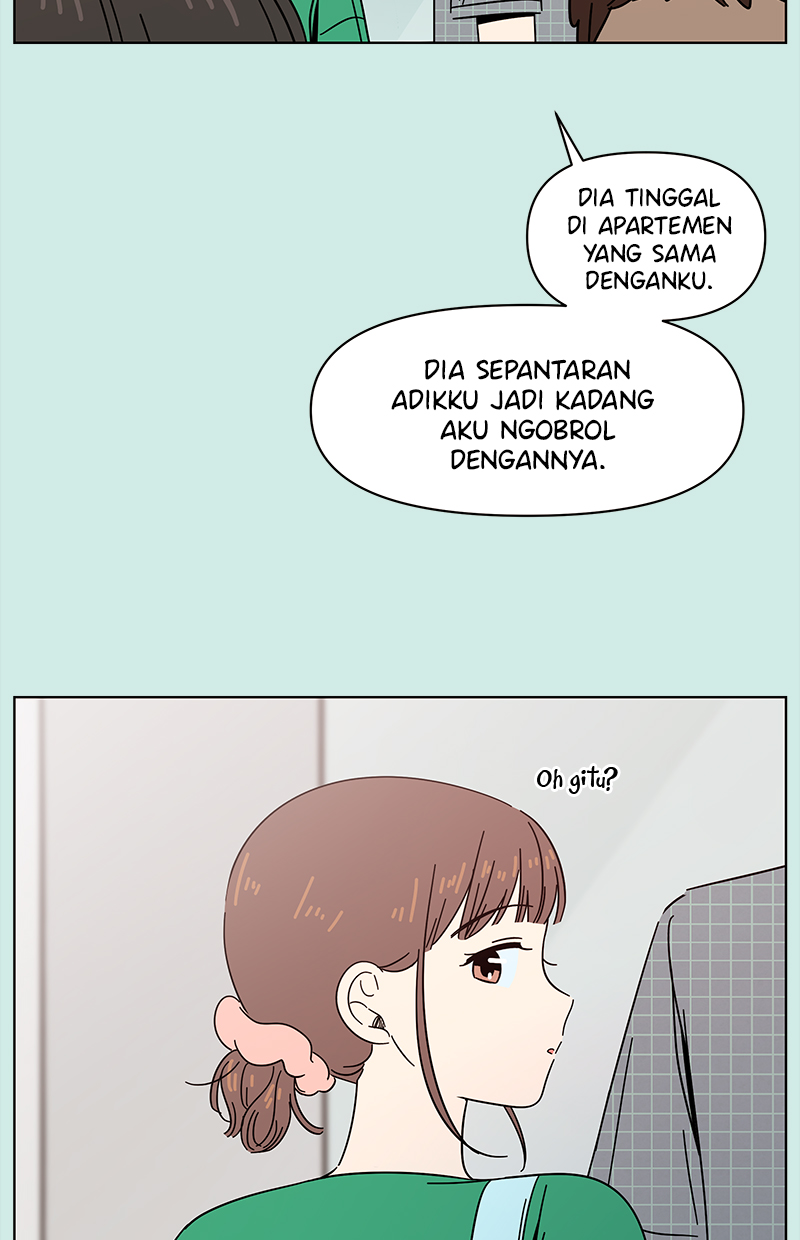 DIA TINGGAL
DI APARTEMEN
YANG SAMA
DENGANKU.
DIA SEPANTARAN
ADIKKU JADI KADANG
AKU NGOBROL
DENGANNYA.
Oh gitu?